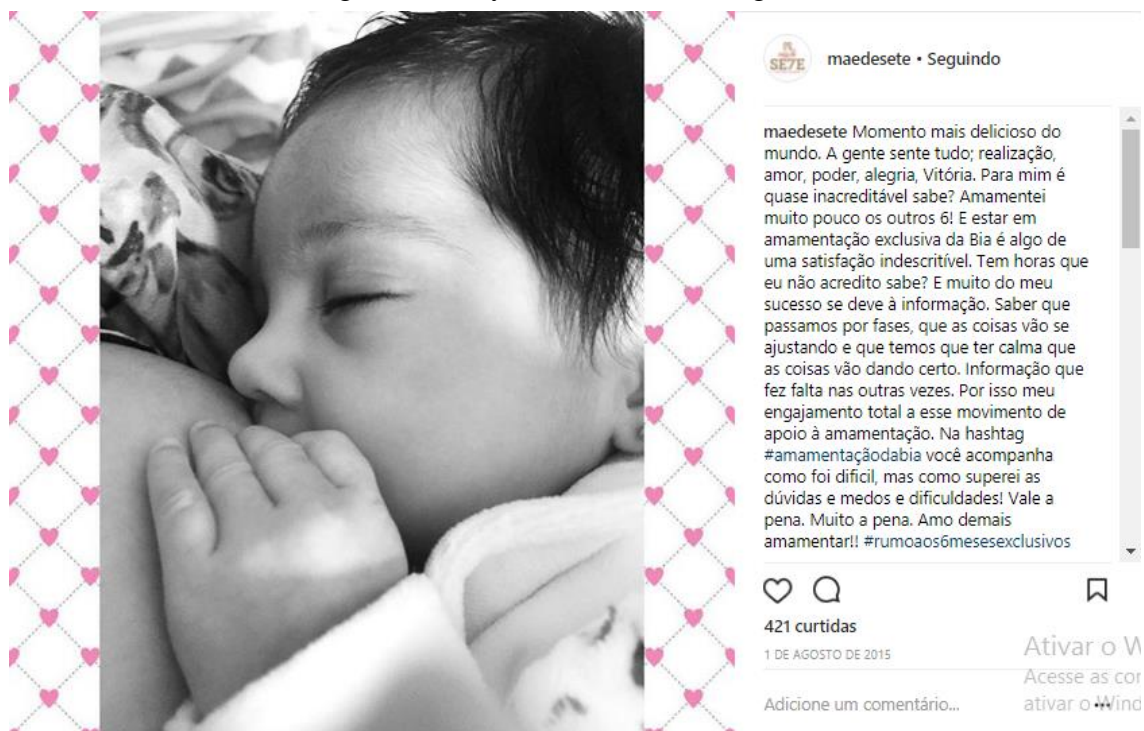 SE7E
maedesete • Seguindo
maedesete Momento mais delicioso do
mundo. A gente sente tudo; realização,
amor, poder, alegria, Vitória. Para mim é
quase inacreditável sabe? Amamentei
muito pouco os outros 6! E estar em
amamentação exclusiva da Bia é algo de
uma satisfação indescritível. Tem horas que
eu não acredito sabe? E muito do meu
sucesso se deve à informação. Saber que
passamos por fases, que as coisas vão se
ajustando e que temos que ter calma que
as coisas vão dando certo. Informação que
fez falta nas outras vezes. Por isso meu
engajamento total a esse movimento de
apoio à amamentação. Na hashtag
#amamentaçãodabia você acompanha
como foi dificil, mas como superei as
dúvidas e medos e dificuldades! Vale a
pena. Muito a pena. Amo demais
amamentar!! #rumoaos6mesesexclusivos
421 curtidas
1 DE AGOSTO DE 2015
Ativar o W
Acesse as con
Adicione um comentário...
ativar o Wind